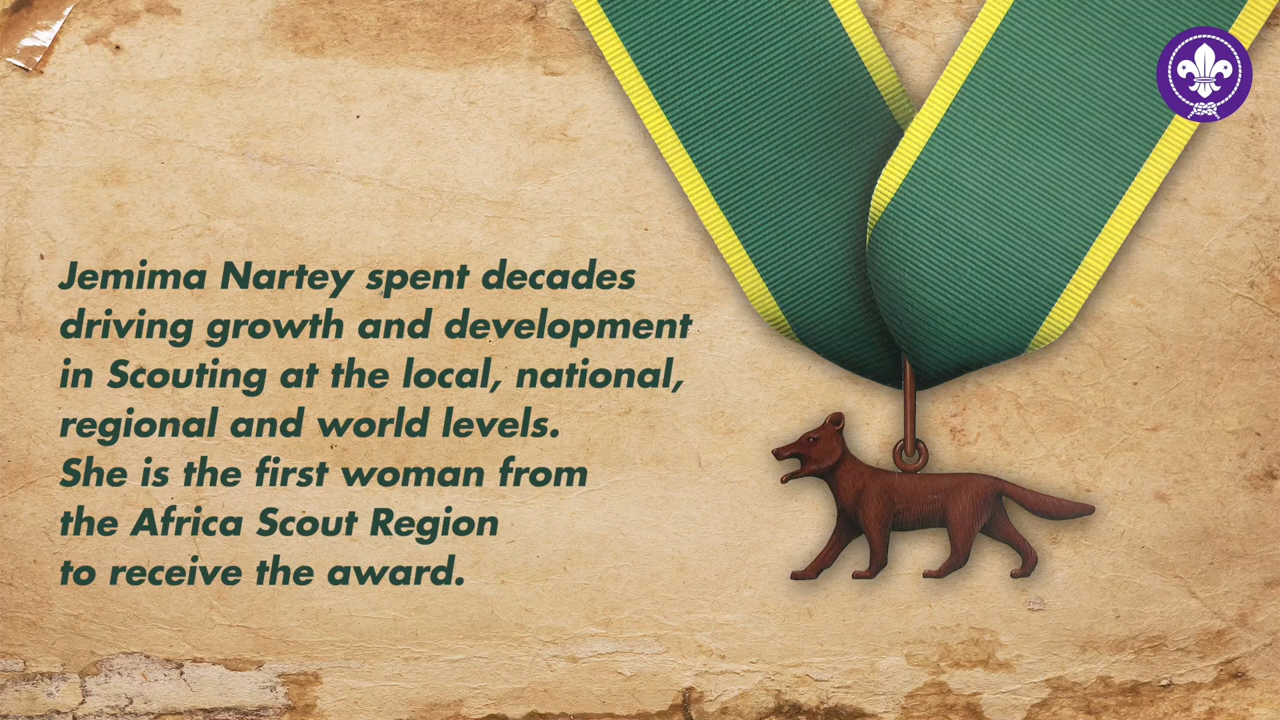 Jemima Nartey spent decades
driving growth and development
in Scouting at the local, national,
regional and world levels.
She is the first woman from
the Africa Scout Region
to receive the award.